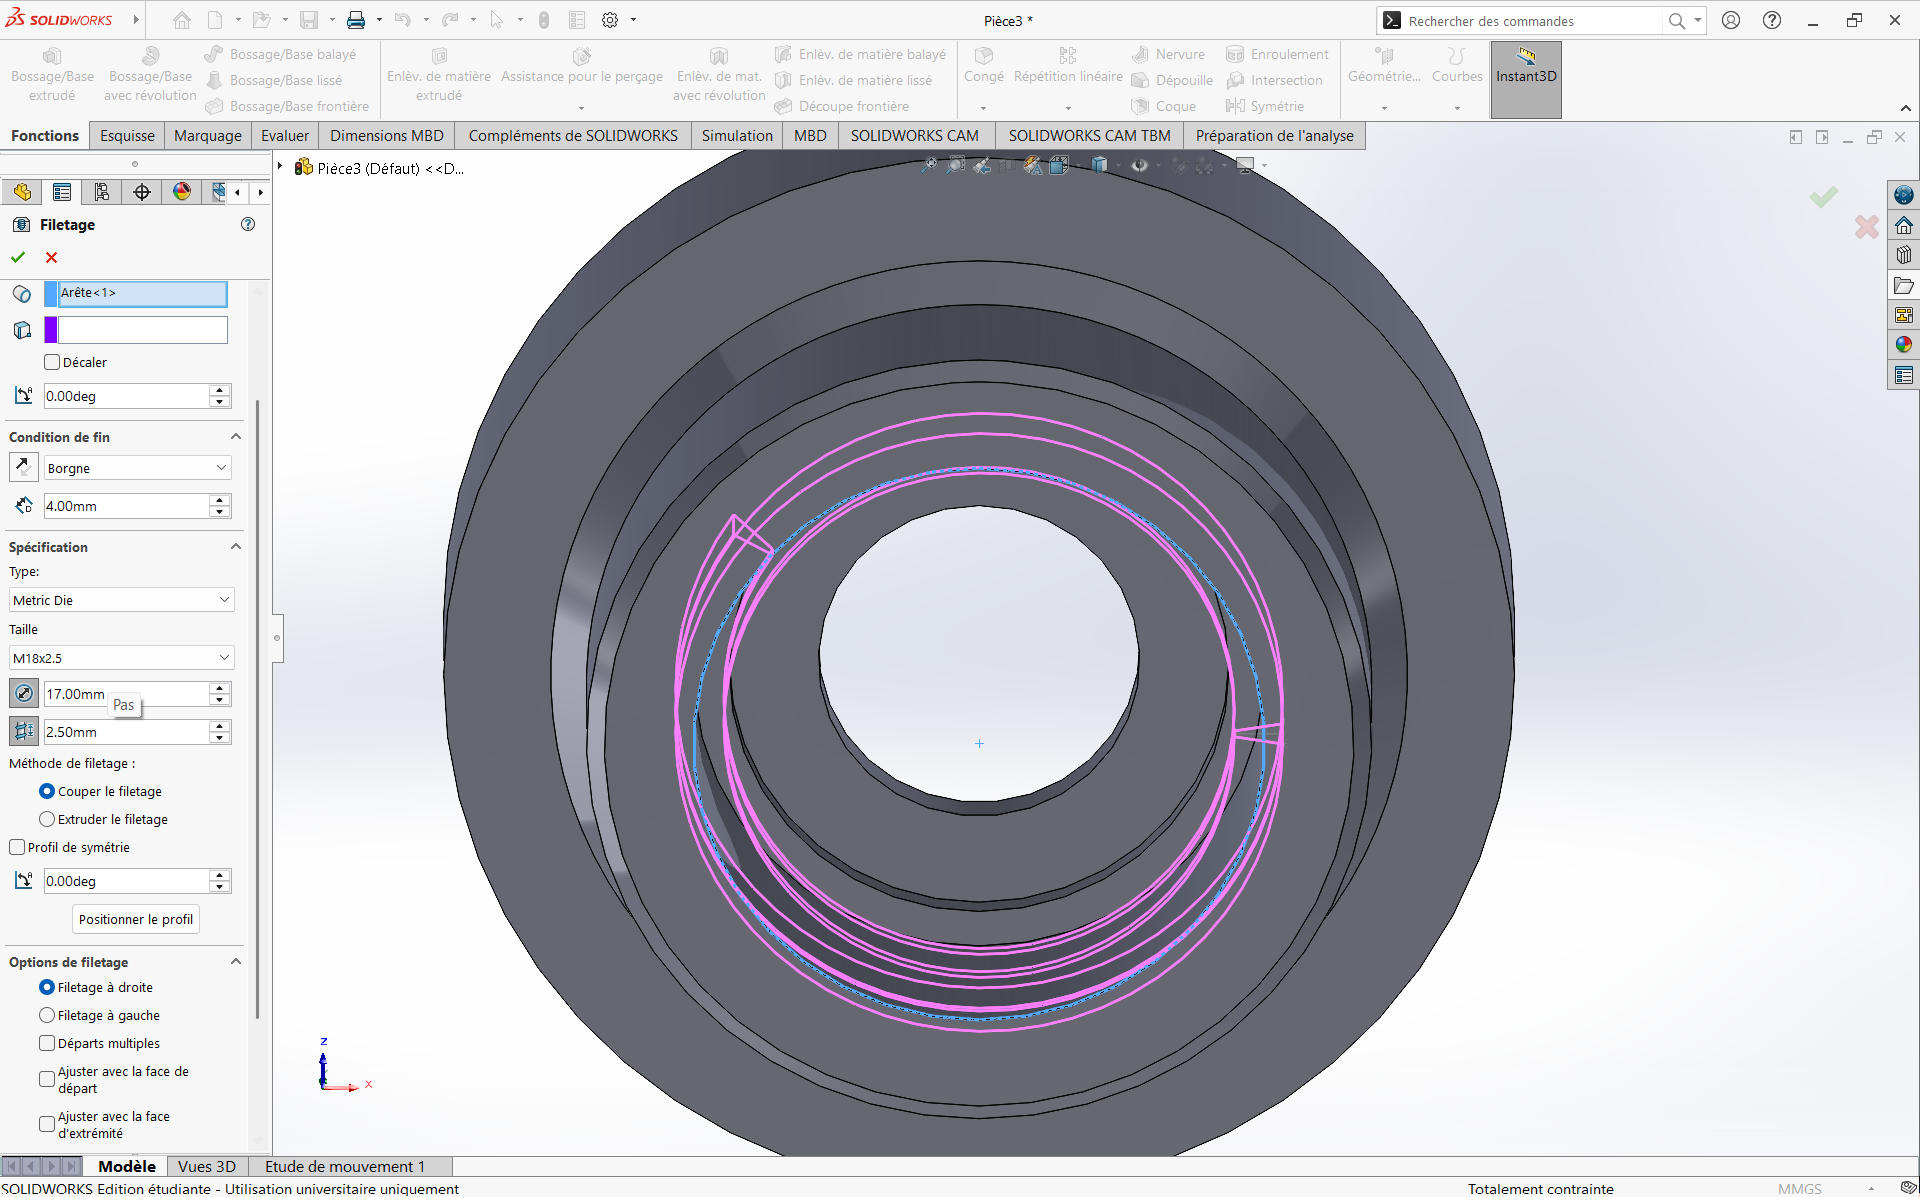 SOLIDWORKS
Pièce3 *
Rechercher des commandes
Bossage/Base extrudé
Bossage/Base avec révolution
Bossage/Base balayé
Bossage/Base lissé
Bossage/Base frontière
Enlèv. de matière extrudé
Assistance pour le perçage
Enlèv. de mat. avec révolution
Enlèv. de matière balayé
Enlèv. de matière lissé
Découpe frontière
Congé
Répétition linéaire
Nervure
Dépouille
Coque
Enroulement
Intersection
Symétrie
Géométrie...
Courbes
Instant3D
Fonctions
Esquisse
Marquage
Evaluer
Dimensions MBD
Compléments de SOLIDWORKS
Simulation
MBD
SOLIDWORKS CAM
SOLIDWORKS CAM TBM
Préparation de l'analyse
Pièce3 (Défaut) <<D...
Filetage
Arête<1>
Décaler
0.00deg
Condition de fin
Borgne
4.00mm
Spécification
Type:
Metric Die
Taille
M18x2.5
17.00mm
Pas
2.50mm
Méthode de filetage :
Couper le filetage
Extruder le filetage
Profil de symétrie
0.00deg
Positionner le profil
Options de filetage
Filetage à droite
Filetage à gauche
Départs multiples
Ajuster avec la face de
départ
Ajuster avec la face
d'extrémité
Z
X
Modèle
Vues 3D
Etude de mouvement 1
SOLIDWORKS Edition étudiante - Utilisation universitaire uniquement
Totalement contrainte
MMGS